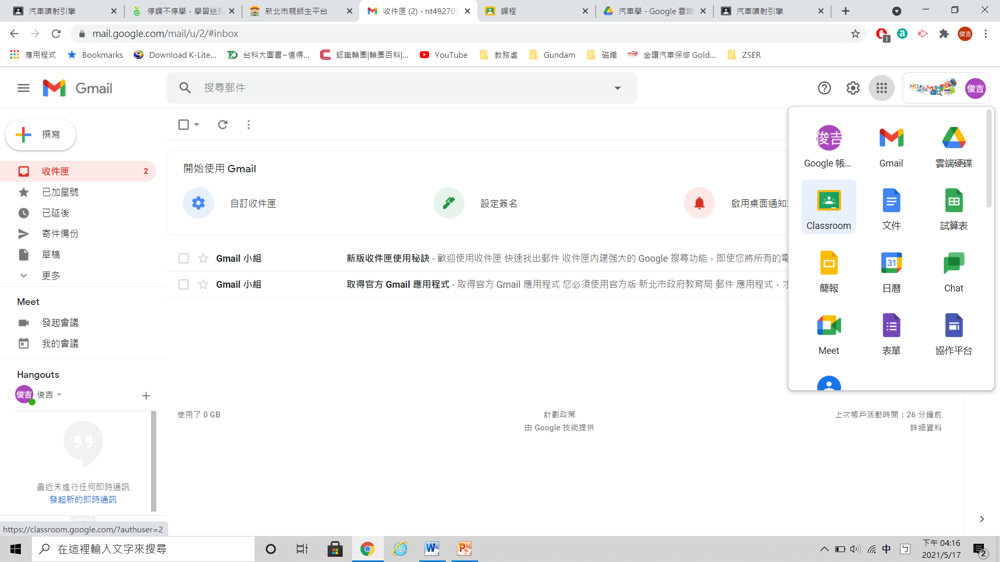 汽車噴射引擎
停課不停學，學習送到
新北市親師生平台
收件匣 (2) - nt492703
課程
汽車學 - Google 雲端
汽車噴射引擎
mail.google.com/mail/u/2/#inbox
1
俊吉
應用程式
Bookmarks
Download K-Lite...
台科大圖書~值得...
認識輪圈|輪圈百科|...
YouTube
教務處
Gundam
磁鐵
金讚汽車保修 Gold...
ZSER
Gmail
搜尋郵件
俊吉
撰寫
收件匣 2
已加星號
已延後
寄件備份
草稿
更多
Meet
發起會議
我的會議
Hangouts
俊吉 俊吉
最近未進行任何即時通訊
發起新的即時通訊
開始使用 Gmail
自訂收件匣
設定簽名
啟用桌面通知
Gmail 小組 新版收件匣使用秘訣 - 歡迎使用收件匣 快速找出郵件 收件匣內建強大的 Google 搜尋功能，即使您將所有的電
Gmail 小組 取得官方 Gmail 應用程式 - 取得官方 Gmail 應用程式 您必須使用官方版 新北市政府教育局 郵件 應用程式，才
使用了 0 GB
計劃政策
由 Google 技術提供
上次帳戶活動時間：26 分鐘前
詳細資料
俊吉
Google 帳...
Gmail
雲端硬碟
Classroom
文件
試算表
簡報
31
日曆
Chat
Meet
表單
協作平台
https://classroom.google.com/?authuser=2
在這裡輸入文字來搜尋
中
ㄅ
下午 04:16
2021/5/17
2